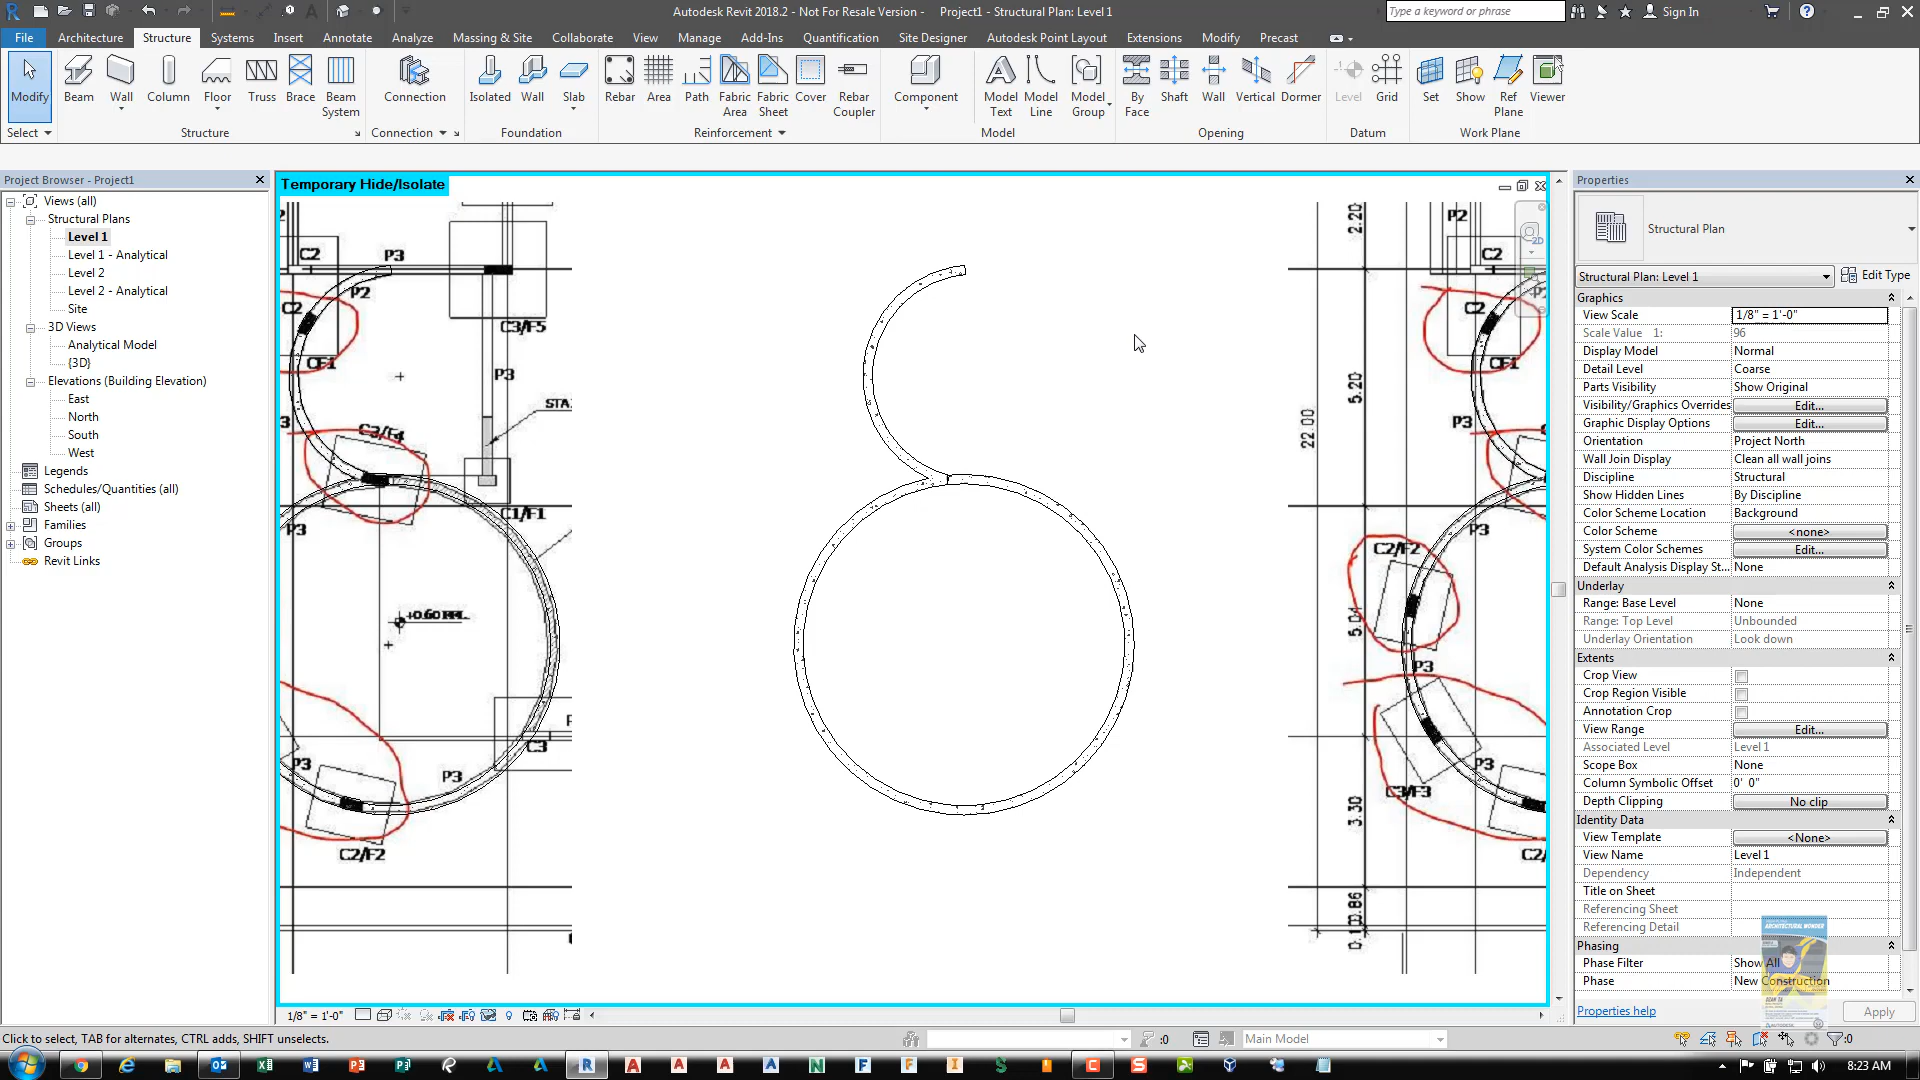 Autodesk Revit 2018.2 - Not For Resale Version - Project1 - Structural Plan: Level 1
Type a keyword or phrase
Sign In
File Architecture Structure Systems Insert Annotate Analyze Massing & Site Collaborate View Manage Add-Ins Quantification Site Designer Autodesk Point Layout Extensions Modify Precast
Modify Beam Wall Column Floor Truss Brace Beam System Connection Isolated Wall Slab Rebar Area Path Fabric Area Fabric Sheet Cover Rebar Coupler Component Model Text Model Line Model Group By Face Shaft Wall Vertical Dormer Level Grid Set Show Ref Plane Viewer
Select Structure Connection Foundation Reinforcement Model Opening Datum Work Plane
Project Browser - Project1
Views (all)
Structural Plans
Level 1
Level 1 - Analytical
Level 2
Level 2 - Analytical
Site
3D Views
Analytical Model
{3D}
Elevations (Building Elevation)
East
North
South
West
Legends
Schedules/Quantities (all)
Sheets (all)
Families
Groups
Revit Links
Temporary Hide/Isolate
C2
P3
P2
C2
C3/F5
CF1
P3
STA
C3/F4
C1/F1
P3
+0.60
C3
P3
P3
C2/F2
2.20
P2
C2
C2
5.20
CF1
22.00
P3
P3
C2/F2
5.01
P3
P3
C3/F3
3.30
C2/
0.86
Properties
Structural Plan
Structural Plan: Level 1 Edit Type
Graphics
View Scale 1/8" = 1'-0"
Scale Value 1: 96
Display Model Normal
Detail Level Coarse
Parts Visibility Show Original
Visibility/Graphics Overrides Edit...
Graphic Display Options Edit...
Orientation Project North
Wall Join Display Clean all wall joins
Discipline Structural
Show Hidden Lines By Discipline
Color Scheme Location Background
Color Scheme <none>
System Color Schemes Edit...
Default Analysis Display St... None
Underlay
Range: Base Level None
Range: Top Level Unbounded
Underlay Orientation Look down
Extents
Crop View
Crop Region Visible
Annotation Crop
View Range Edit...
Associated Level Level 1
Scope Box None
Column Symbolic Offset 0' 0"
Depth Clipping No clip
Identity Data
View Template <None>
View Name Level 1
Dependency Independent
Title on Sheet
Referencing Sheet
Referencing Detail
Phasing
Phase Filter Show All
Phase New Construction
ARCHITECTURAL WONDER
Properties help Apply
1/8" = 1'-0"
Click to select, TAB for alternates, CTRL adds, SHIFT unselects.
:0
Main Model
:0
8:23 AM